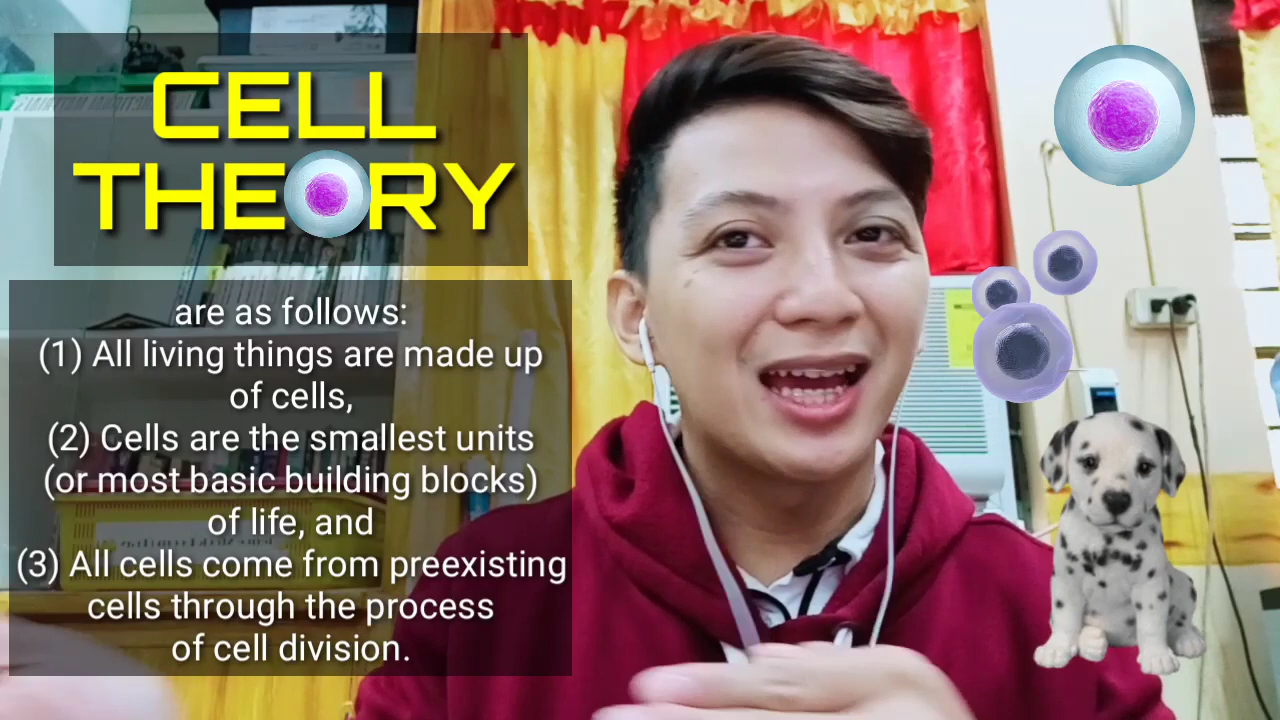 CELL
THEORY
are as follows:
(1) All living things are made up
of cells,
(2) Cells are the smallest units
(or most basic building blocks)
of life, and
(3) All cells come from preexisting
cells through the process
of cell division.